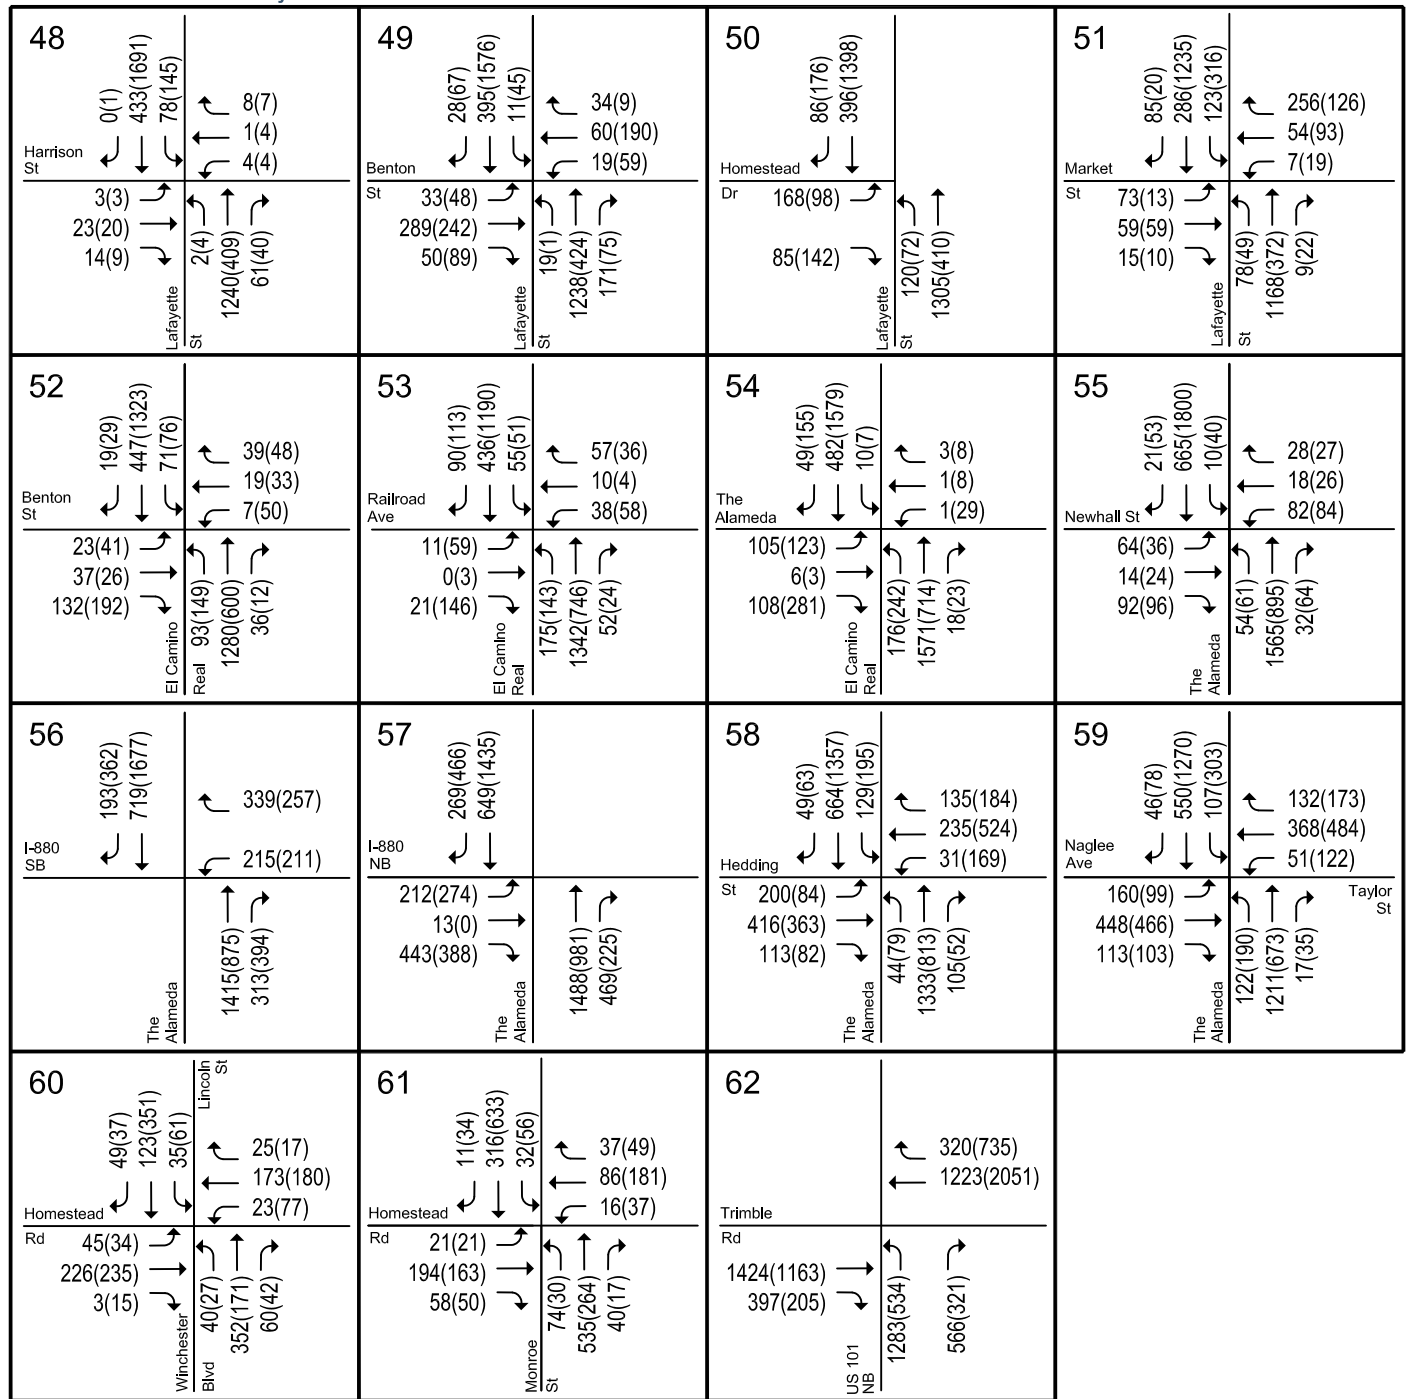 48
0(1)
433(1691)
78(145)
8(7)
1(4)
4(4)
Harrison
St
3(3)
23(20)
14(9)
2(4)
1240(409)
61(40)
Lafayette
St
49
28(67)
395(1576)
11(45)
34(9)
60(190)
19(59)
Benton
St
33(48)
289(242)
50(89)
19(1)
1238(424)
171(75)
Lafayette
St
50
86(176)
396(1398)
Homestead
Dr
168(98)
85(142)
120(72)
1305(410)
Lafayette
St
51
85(20)
286(1235)
123(316)
256(126)
54(93)
7(19)
Market
St
73(13)
59(59)
15(10)
78(49)
1168(372)
9(22)
Lafayette
St
52
19(29)
447(1323)
71(76)
39(48)
19(33)
7(50)
Benton
St
23(41)
37(26)
132(192)
93(149)
1280(600)
36(12)
El Camino
Real
53
90(113)
436(1190)
55(51)
57(36)
10(4)
38(58)
Railroad
Ave
11(59)
0(3)
21(146)
175(143)
1342(746)
52(24)
El CamIno
Real
54
49(155)
482(1579)
10(7)
3(8)
1(8)
1(29)
The
Alameda
105(123)
6(3)
108(281)
176(242)
1571(714)
18(23)
El Camino
Real
55
21(53)
665(1800)
10(40)
28(27)
18(26)
82(84)
Newhall St
64(36)
14(24)
92(96)
54(61)
1565(895)
32(64)
The
Alameda
56
193(362)
719(1677)
339(257)
215(211)
I-880
SB
1415(875)
313(394)
The
Alameda
57
269(466)
649(1435)
I-880
NB
212(274)
13(0)
443(388)
1488(981)
469(225)
The
Alameda
58
49(63)
664(1357)
129(195)
135(184)
235(524)
31(169)
Hedding
St
200(84)
416(363)
113(82)
44(79)
1333(813)
105(52)
The
Alameda
59
46(78)
550(1270)
107(303)
132(173)
368(484)
51(122)
Naglee
Ave
160(99)
448(466)
113(103)
122(190)
1211(673)
17(35)
Taylor
St
The
Alameda
60
Lincoln
St
49(37)
123(351)
35(61)
25(17)
173(180)
23(77)
Homestead
Rd
45(34)
226(235)
3(15)
40(27)
352(171)
60(42)
Winchester
Blvd
61
11(34)
316(633)
32(56)
37(49)
86(181)
16(37)
Homestead
Rd
21(21)
194(163)
58(50)
74(30)
535(264)
40(17)
Monroe
St
62
320(735)
1223(2051)
Trimble
Rd
1424(1163)
397(205)
1283(534)
566(321)
US 101
NB